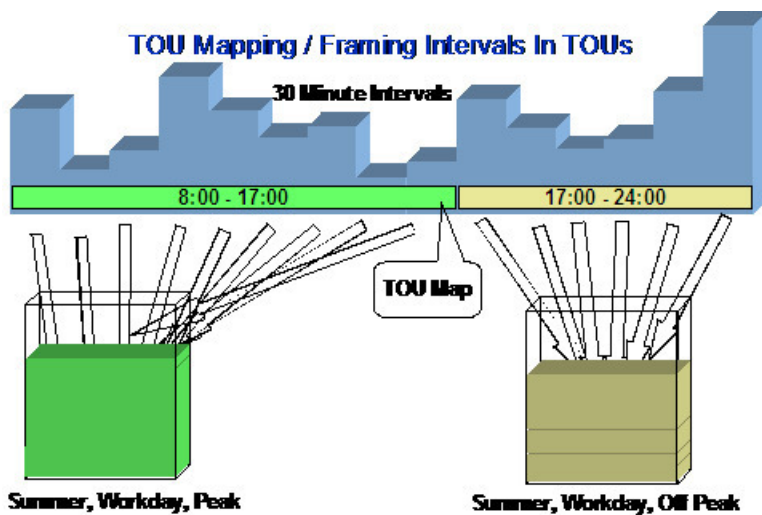 TOU Mapping / Framing Intervals In TOUs
30 Minute Intervals
8:00 - 17:00
17:00 - 24:00
TOU Map
Summer, Workday, Peak
Summer, Workday, Off Peak